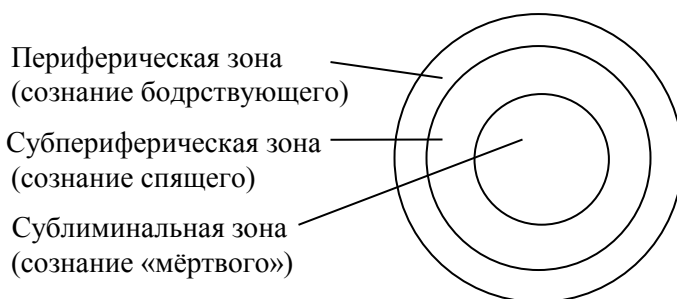 Периферическая зона
(сознание бодрствующего)
Субпериферическая зона
(сознание спящего)
Сублиминальная зона
(сознание «мёртвого»)